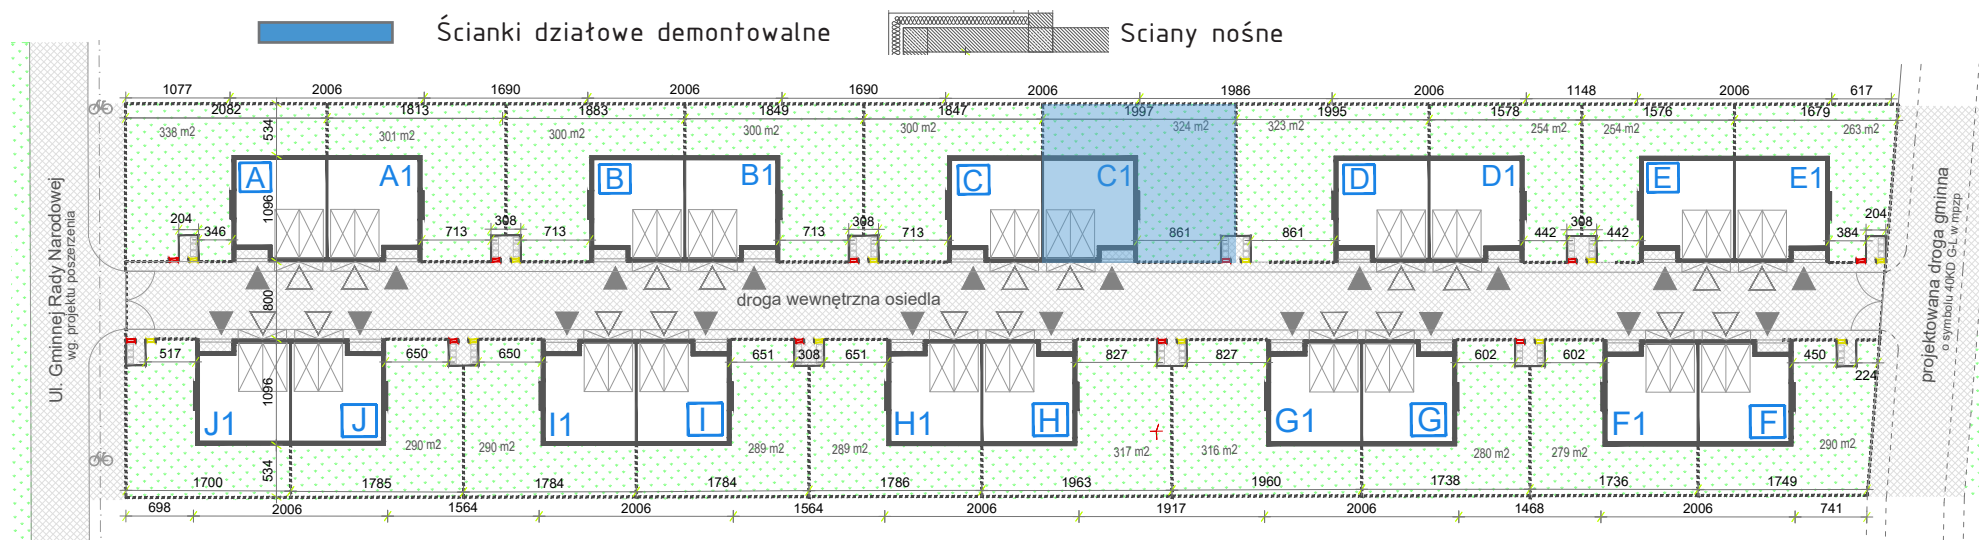 Ścianki działowe demontowalne
Sciany nośne
1077 2006 1690 2006 1690 2006 1986 2006 1148 2006 617
2082 1813 1883 1849 1847 1997 1995 1578 1576 1679
338 m2 534 301 m2 300 m2 300 m2 300 m2 324 m2 323 m2 254 m2 254 m2 263 m2
A A1 B B1 C C1 D D1 E E1
1096
204 346 713 308 713 713 308 713 861 861 442 308 442 384 204
Ul. Gminnej Rady Narodowej
wg. projektu poszerzenia
800
droga wewnętrzna osiedla
projektowana droga gminna
o symbolu 40KD G-L w mpzp
517 650 650 651 308 651 827 827 602 602 450
224
1096
J1 J I1 I H1 H G1 G F1 F
290 m2 290 m2 289 m2 289 m2 317 m2 316 m2 280 m2 279 m2 290 m2
534
1700 1785 1784 1784 1786 1963 1960 1738 1736 1749
698 2006 1564 2006 1564 2006 1917 2006 1468 2006 741